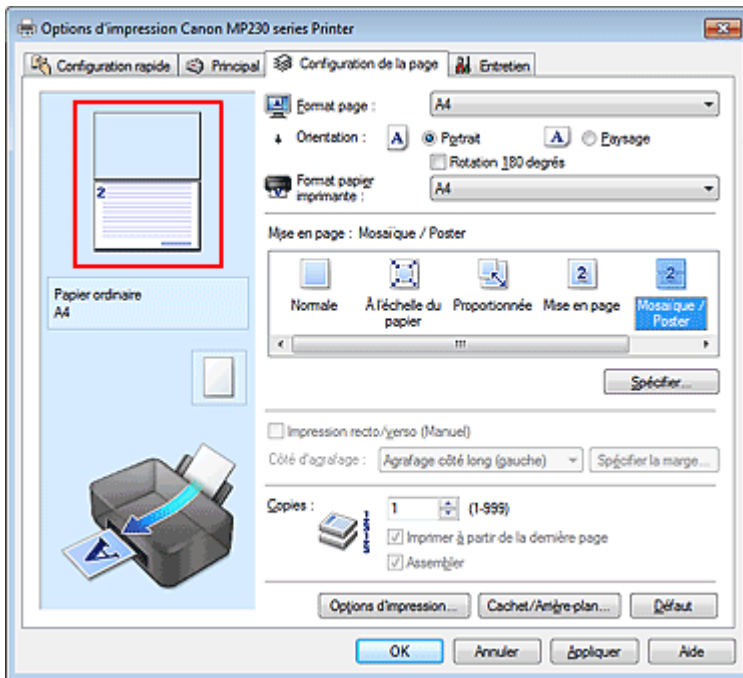 Options d'impression Canon MP230 series Printer
Configuration rapide Principal Configuration de la page Entretien
Format page : A4
Orientation : A Portrait A Paysage
Rotation 180 degrés
Format papier imprimante : A4
2
Mise en page : Mosaïque / Poster
2 2
Normale À l'échelle du papier Proportionnée Mise en page Mosaïque / Poster
Papier ordinaire
A4
Spécifier...
Impression recto/verso (Manuel)
Côté d'agrafage : Agrafage côté long (gauche) Spécifier la marge...
Copies : 1 (1-999)
Imprimer à partir de la dernière page
Assembler
A
Options d'impression... Cachet/Arrière-plan... Défaut
OK Annuler Appliquer Aide